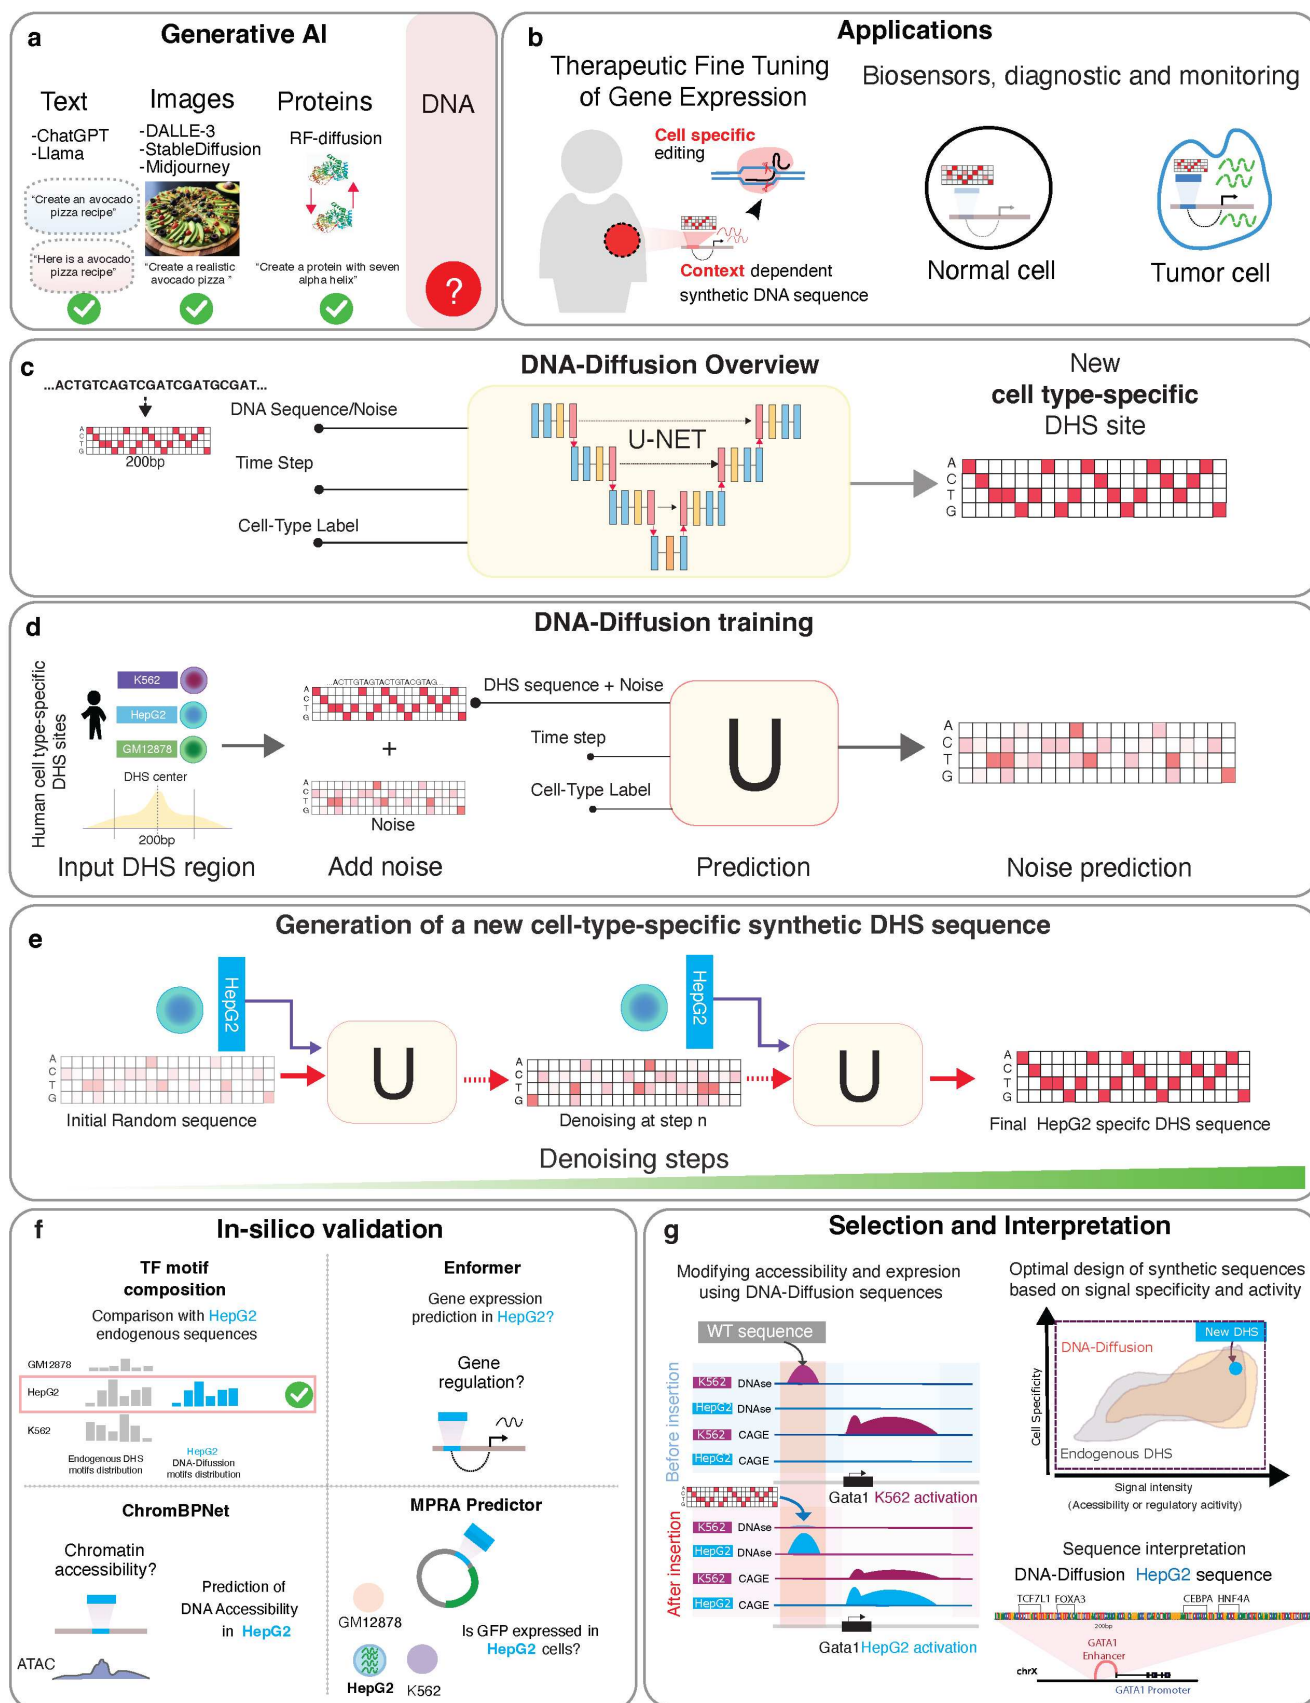 a
Generative AI
Text
-ChatGPT
-Llama
"Create an avocado
pizza recipe"
"Here is a avocado
pizza recipe"
Images
-DALLE-3
-StableDiffusion
-Midjourney
"Create a realistic
avocado pizza "
Proteins
RF-diffusion
"Create a protein with seven
alpha helix"
DNA
?
b
Applications
Therapeutic Fine Tuning
of Gene Expression
Cell specific
editing
Context dependent
synthetic DNA sequence
Biosensors, diagnostic and monitoring
Normal cell
Tumor cell
c
DNA-Diffusion Overview
...ACTGTCAGTCGATCGATGCGAT...
A
C
T
G
200bp
DNA Sequence/Noise
Time Step
Cell-Type Label
U-NET
New
cell type-specific
DHS site
A
C
T
G
d
DNA-Diffusion training
Human cell type-specific
DHS sites
K562
HepG2
GM12878
DHS center
200bp
Input DHS region
...ACTTGTAGTACTGTACGTAG...
A
C
T
G
+
A
C
T
G
Noise
Add noise
DHS sequence + Noise
Time step
Cell-Type Label
U
Prediction
A
C
T
G
Noise prediction
e
Generation of a new cell-type-specific synthetic DHS sequence
HepG2
A
C
T
G
Initial Random sequence
U
HepG2
A
C
T
G
Denoising at step n
U
A
C
T
G
Final HepG2 specifc DHS sequence
Denoising steps
f
In-silico validation
TF motif
composition
Comparison with HepG2
endogenous sequences
GM12878
HepG2
K562
Endogenous DHS
motifs distribution
HepG2
DNA-Difussion
motifs distribution
Enformer
Gene expression
prediction in HepG2?
Gene
regulation?
ChromBPNet
Chromatin
accessibility?
Prediction of
DNA Accessibility
in HepG2
ATAC
MPRA Predictor
GM12878
HepG2
K562
Is GFP expressed in
HepG2 cells?
g
Selection and Interpretation
Modifying accessibility and expresion
using DNA-Diffusion sequences
WT sequence
Before insertion
K562 DNAse
HepG2 DNAse
K562 CAGE
HepG2 CAGE
Gata1 K562 activation
A
C
T
G
After insertion
K562 DNAse
HepG2 DNAse
K562 CAGE
HepG2 CAGE
Gata1HepG2 activation
Optimal design of synthetic sequences
based on signal specificity and activity
Cell Specificity
New DHS
DNA-Diffusion
Endogenous DHS
Signal intensity
(Acessibility or regulatory acitivity)
Sequence interpretation
DNA-Diffusion HepG2 sequence
TCF7L1 FOXA3 CEBPA HNF4A
200bp
GATA1
Enhancer
chrX
GATA1 Promoter